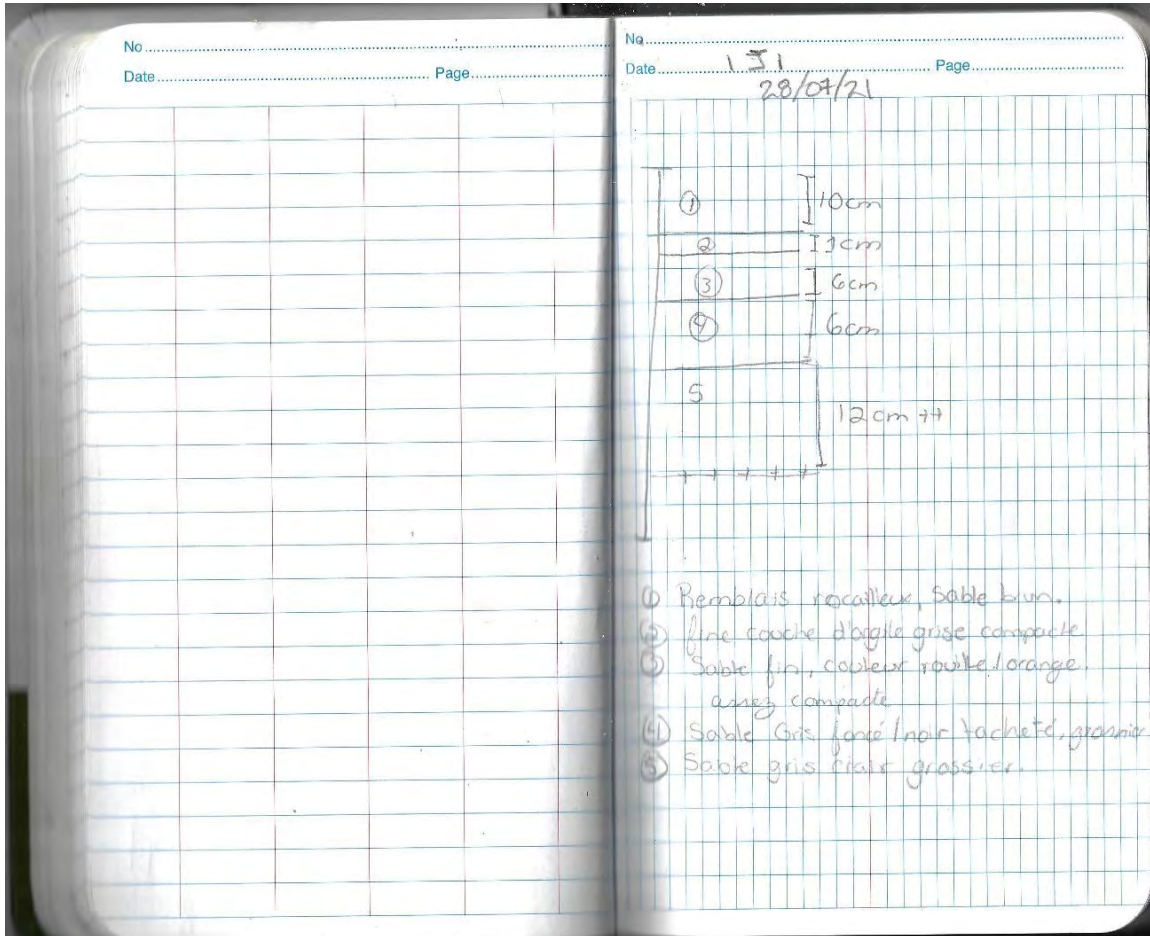 No
Date Page
No
Date 1J1 Page
28/07/21
① 10cm
2 1cm
③ 6cm
④ 6cm
5
12cm ++
① Remblais rocailleux, Sable brun.
② fine couche d'argile grise compacte
③ Sable fin, couleur rouille/orange.
assez compacte
④ Sable Gris foncé/noir tacheté, grossier
⑤ Sable gris clair grossier.